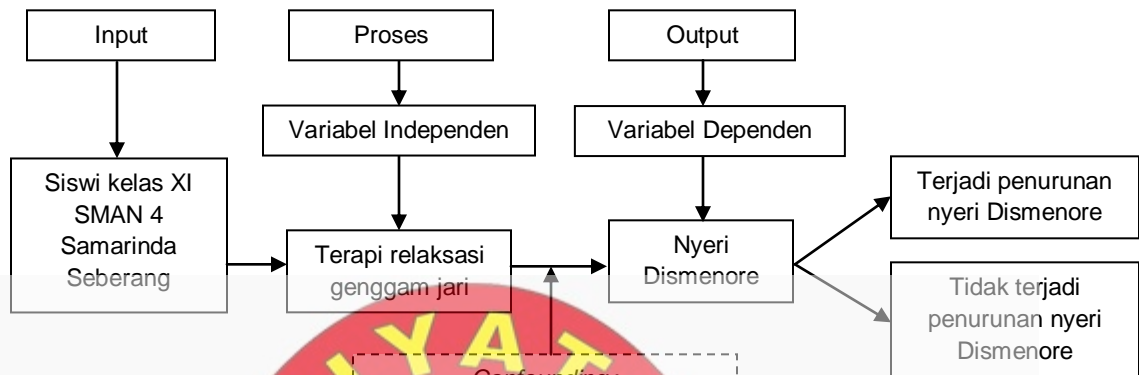 Input
Proses
Output
Variabel Independen
Variabel Dependen
Siswi kelas XI
SMAN 4
Samarinda
Seberang
Terapi relaksasi
genggam jari
Nyeri
Dismenore
Terjadi penurunan
nyeri Dismenore
Tidak terjadi
penurunan nyeri
Dismenore
YAT